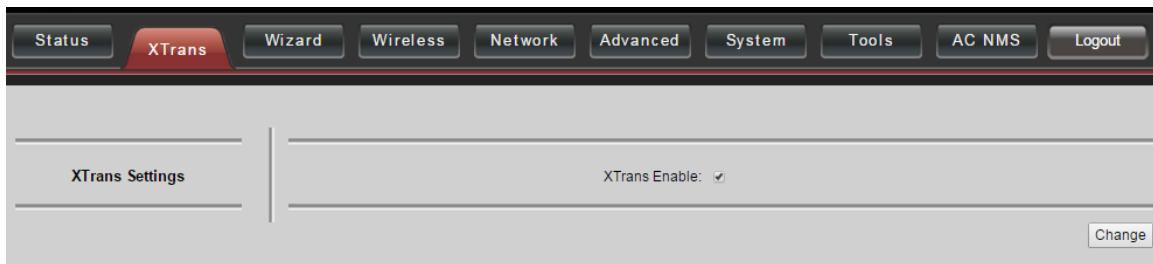 Status XTrans Wizard Wireless Network Advanced System Tools AC NMS Logout
XTrans Settings XTrans Enable:
Change